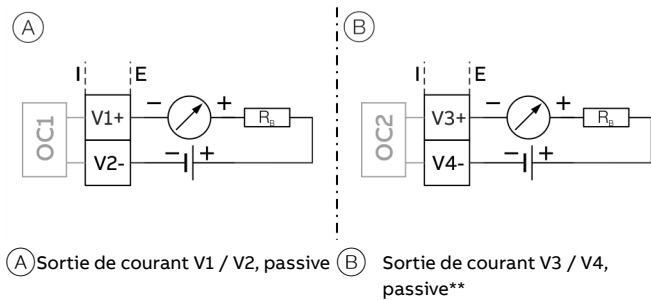 A
B
I E
I E
OC1
V1+
V2-
− +
R_B
− +
OC2
V3+
V4-
− +
R_B
− +
A Sortie de courant V1 / V2, passive
B Sortie de courant V3 / V4,
passive**